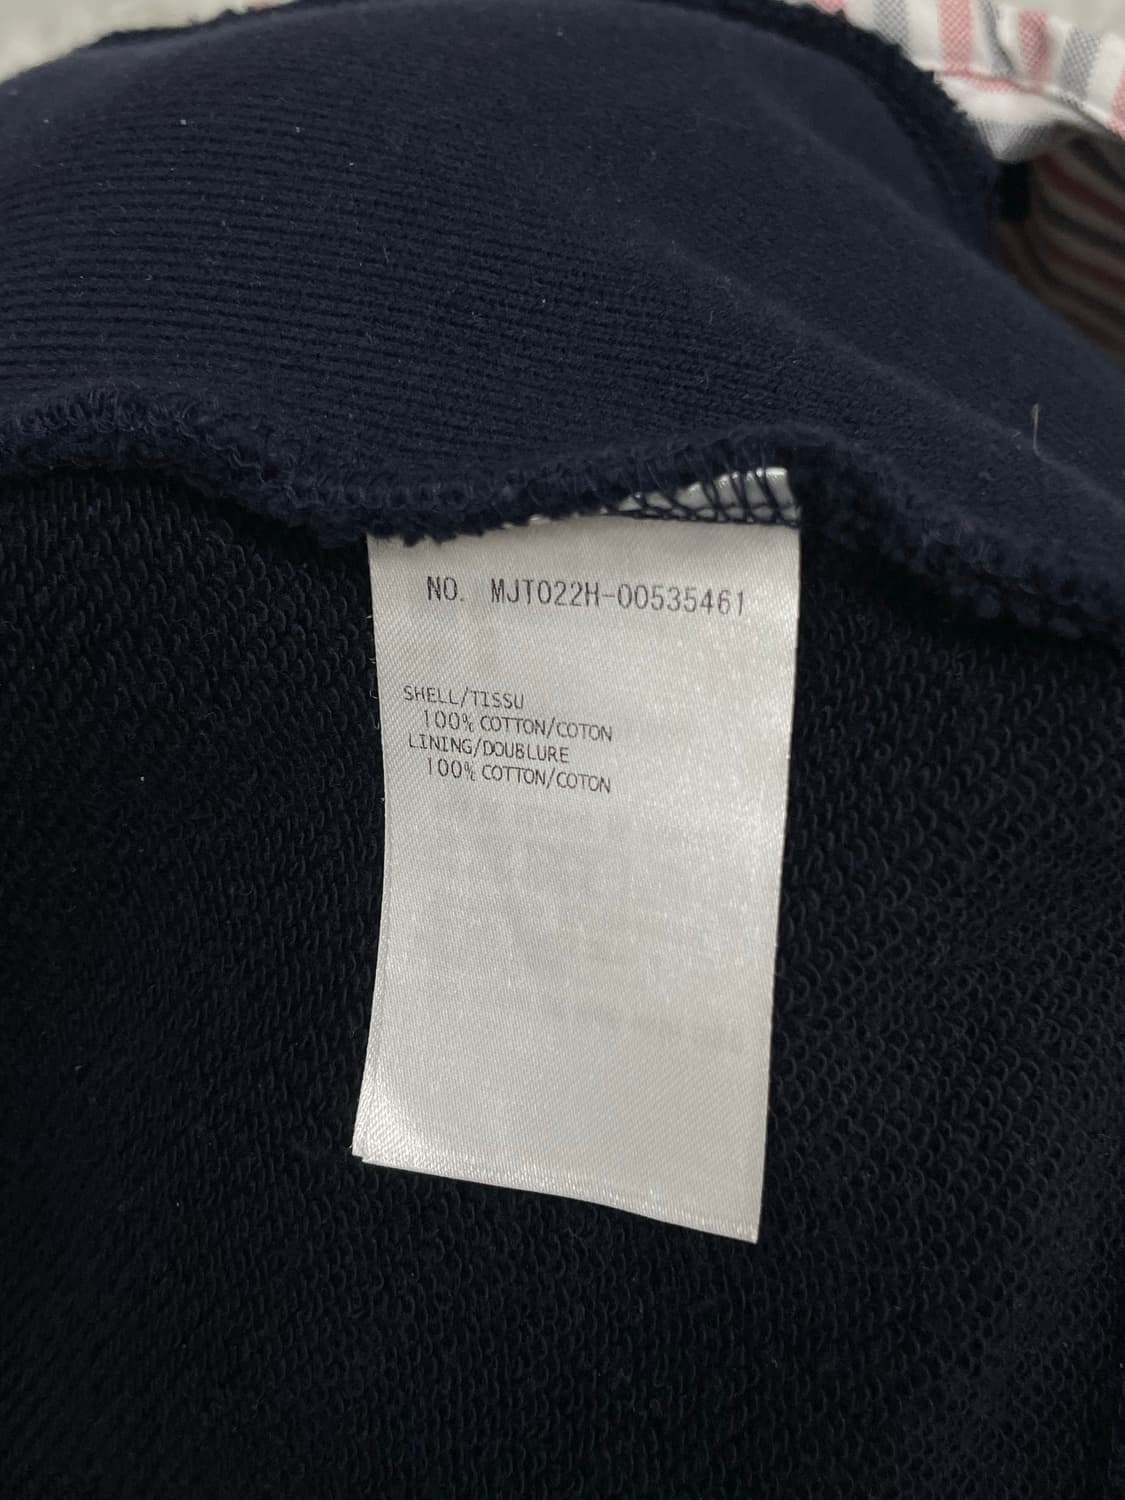 NO. MJT022H-00535461
SHELL/TISSU
100% COTTON/COTON
LINING/DOUBLURE
100% COTTON/COTON